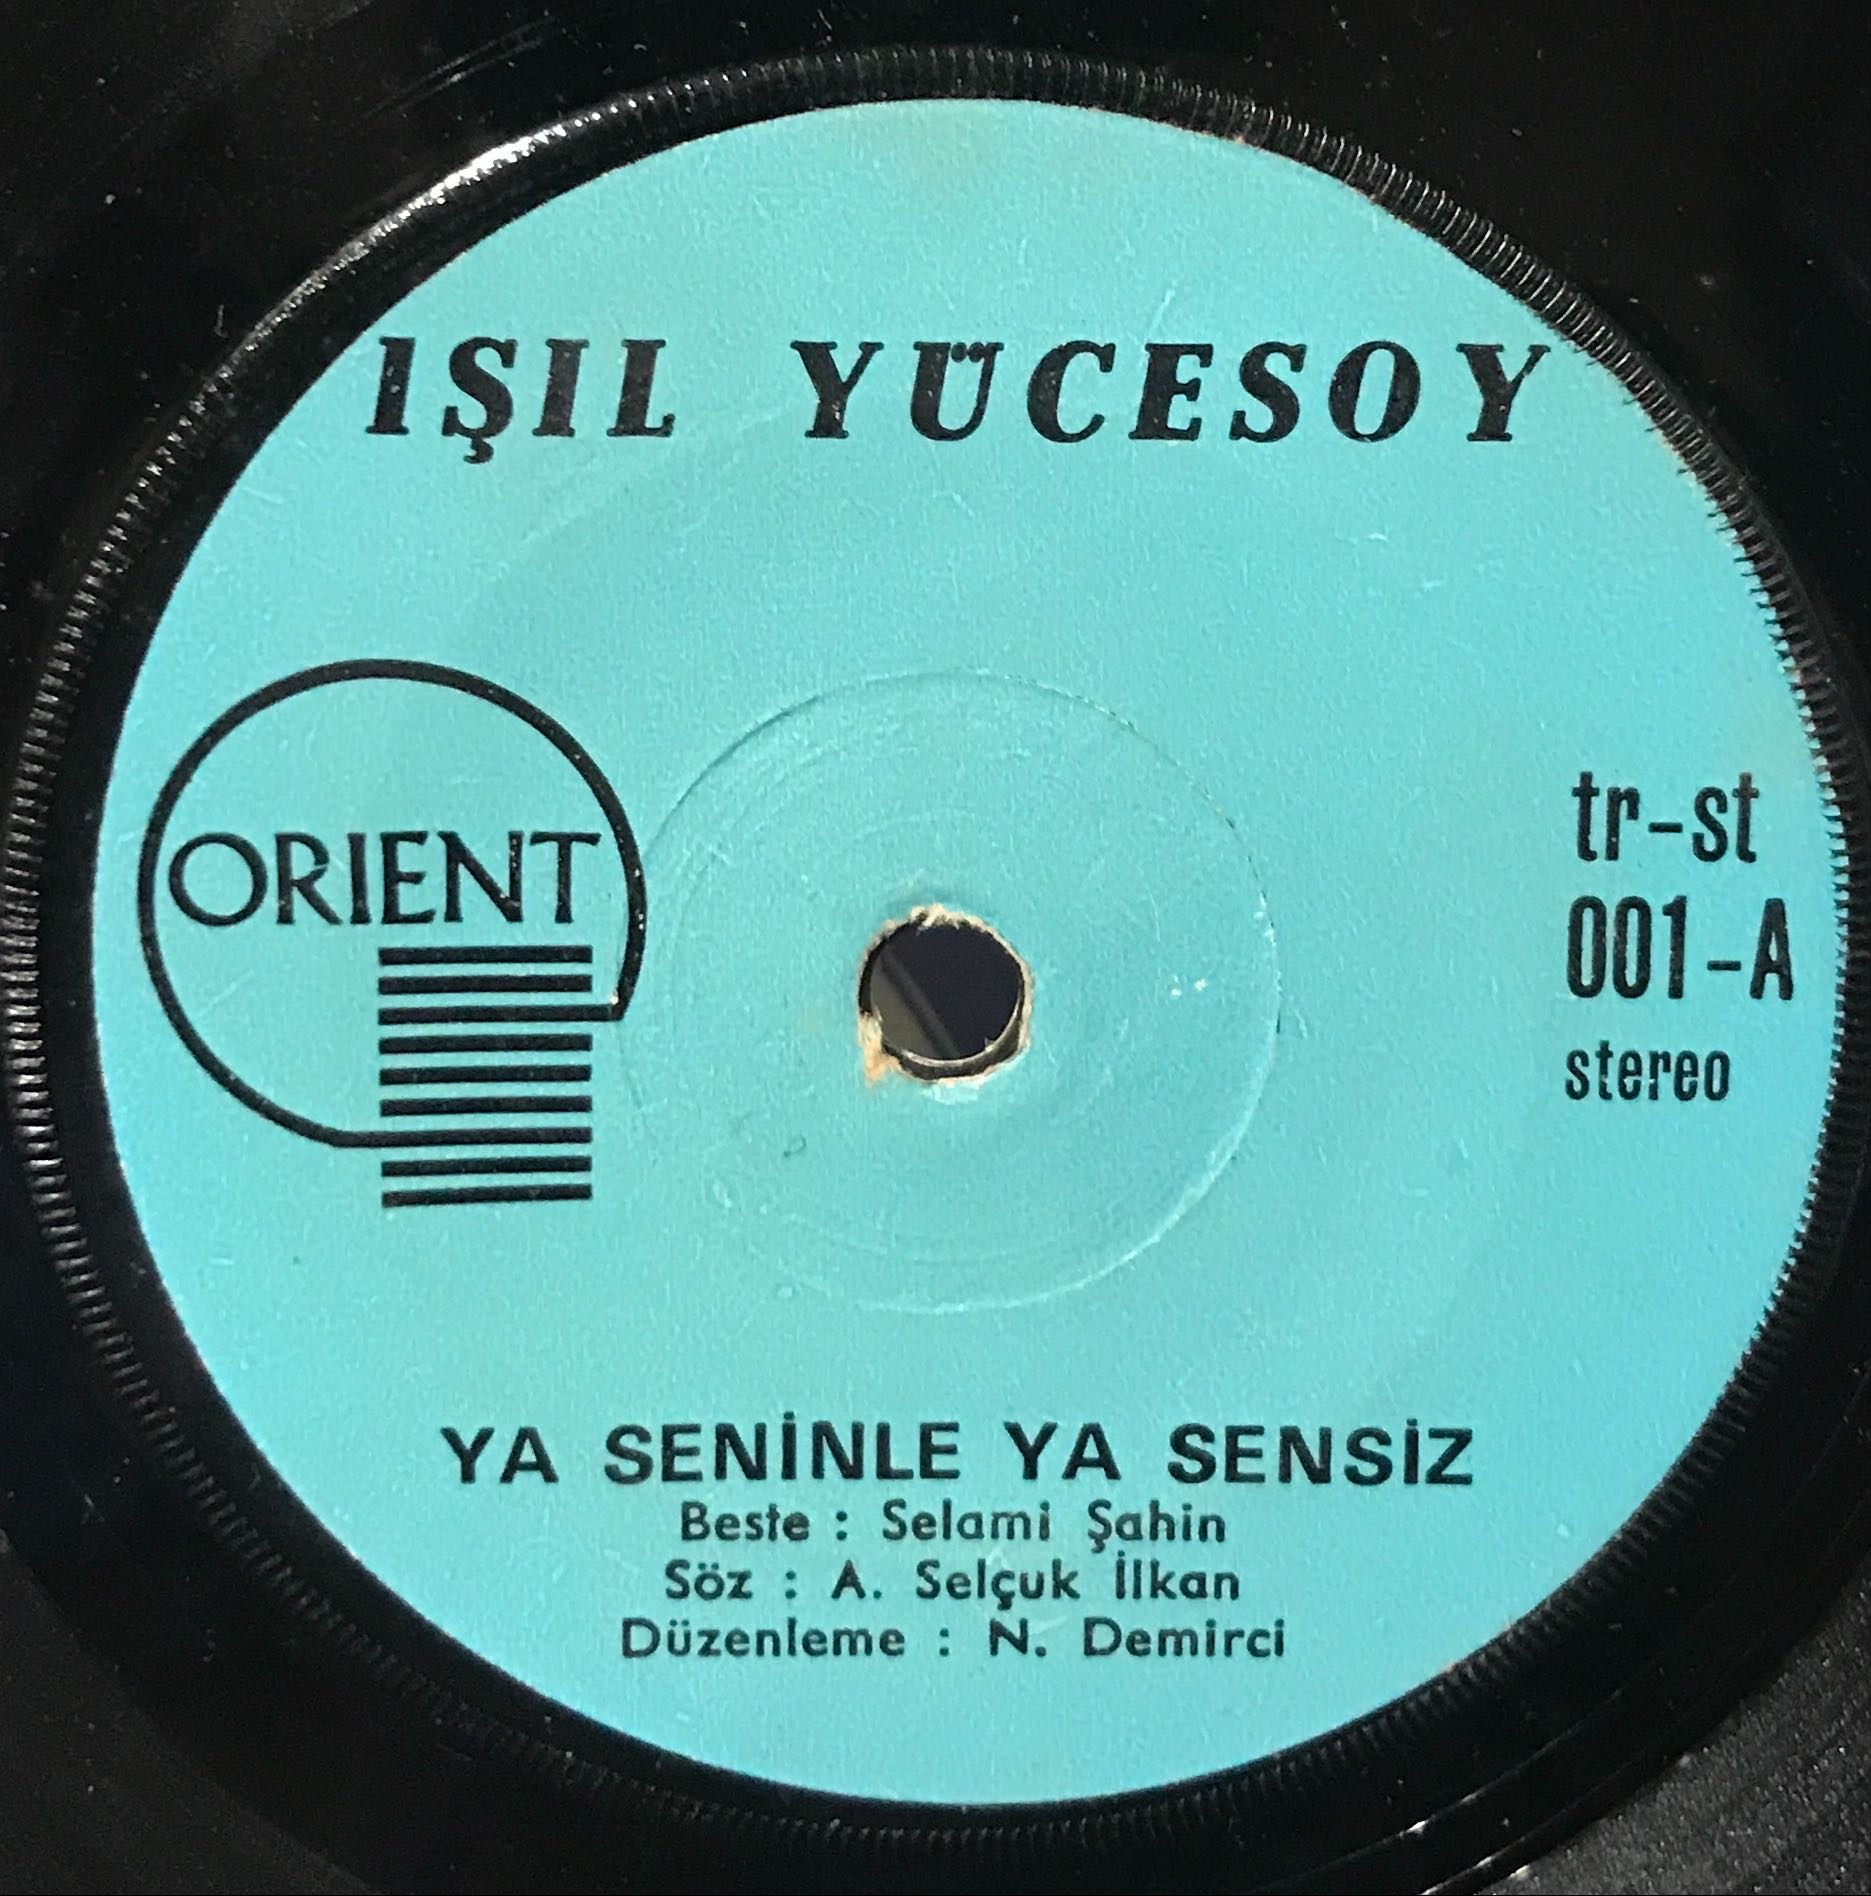 IŞIL YÜCESOY
ORIENT
tr-st
001-A
stereo
YA SENİNLE YA SENSİZ
Beste : Selami Şahin
Söz : A. Selçuk İlkan
Düzenleme : N. Demirci